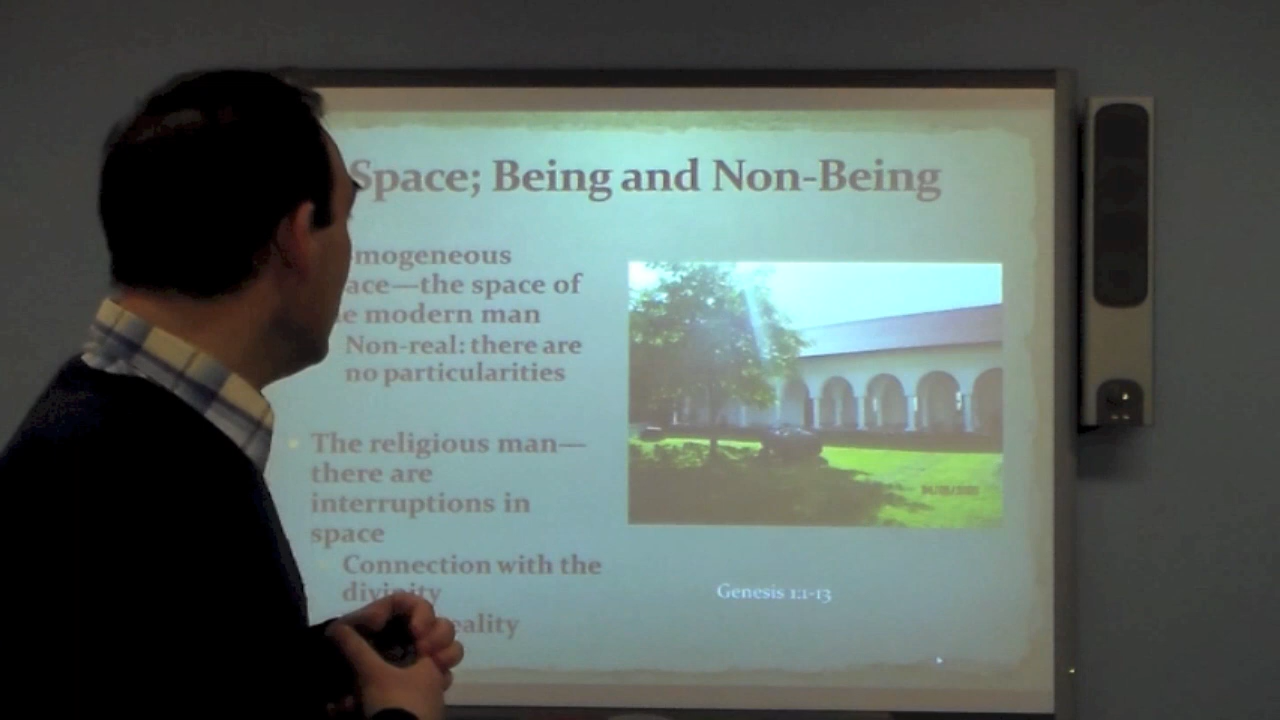 Space; Being and Non-Being
mogeneous
ace—the space of
e modern man
Non-real: there are
no particularities
The religious man—
there are
interruptions in
space
Connection with the
divinity
eality
Genesis 1:1-13